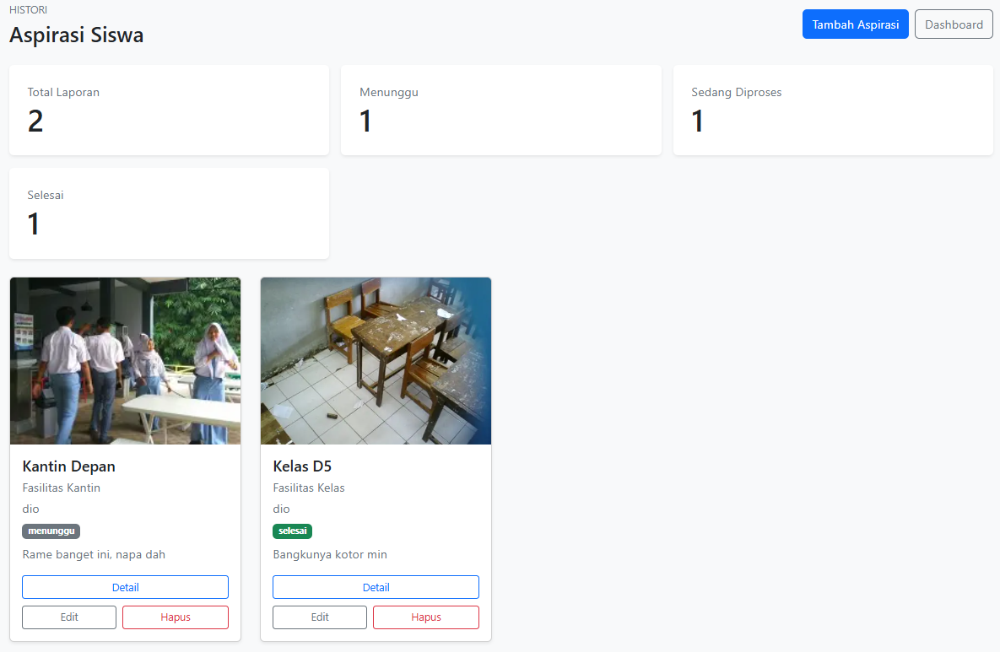 HISTORI
Aspirasi Siswa
Tambah Aspirasi
Dashboard
Total Laporan
2
Menunggu
1
Sedang Diproses
1
Selesai
1
Kantin Depan
Fasilitas Kantin
dio
menunggu
Rame banget ini, napa dah
Detail
Edit
Hapus
Kelas D5
Fasilitas Kelas
dio
selesai
Bangkunya kotor min
Detail
Edit
Hapus